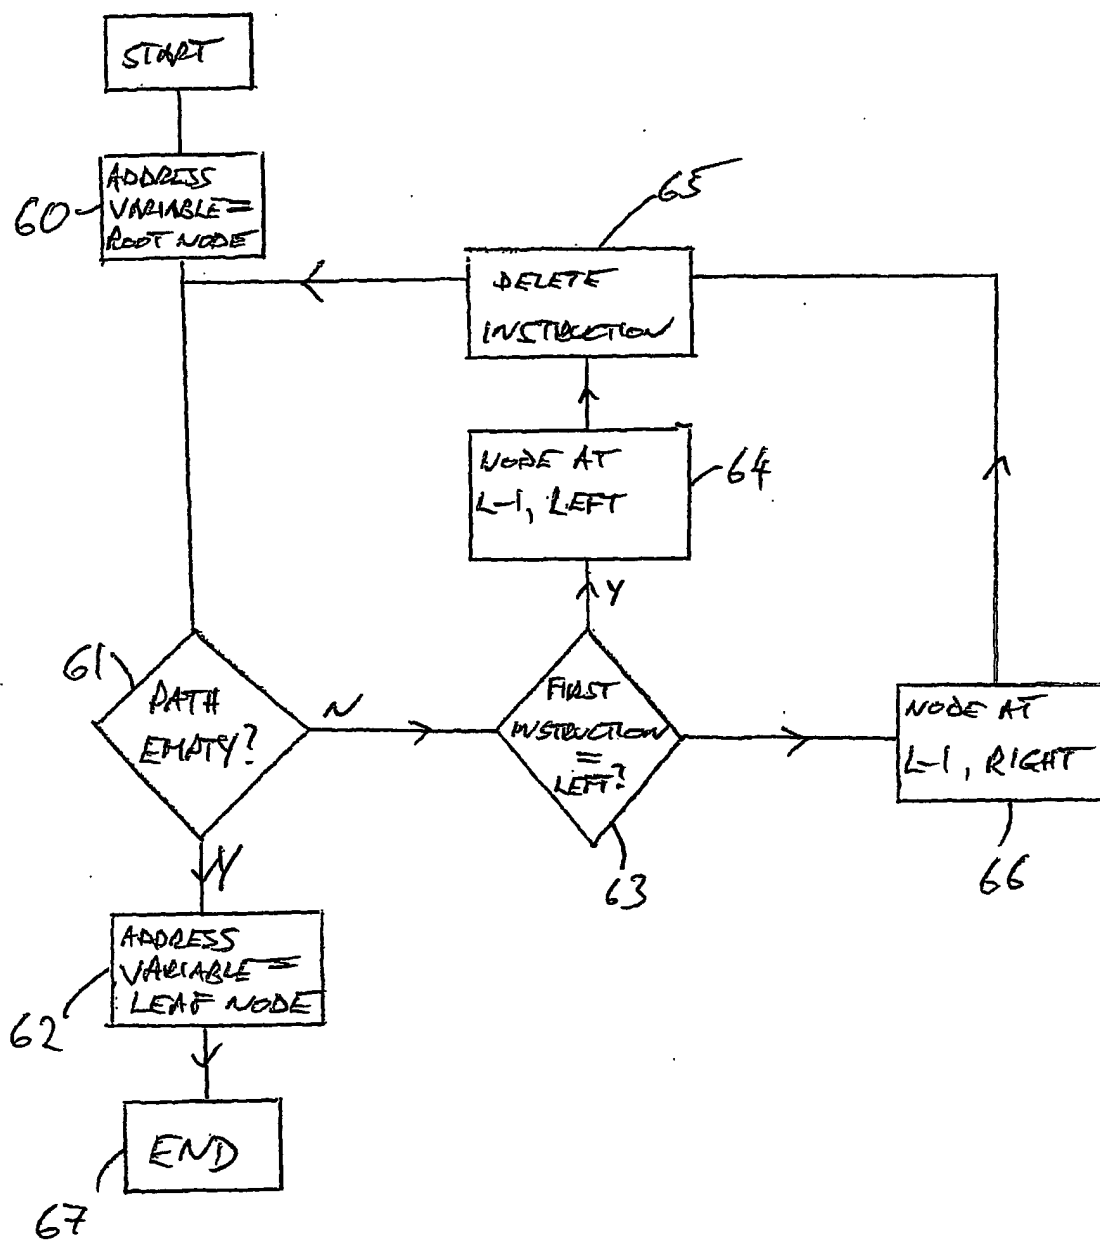 START
60
ADDRESS
VARIABLE =
ROOT NODE
65
DELETE
INSTRUCTION
NODE AT
L-1, LEFT
64
Y
61
PATH
EMPTY?
N
FIRST
INSTRUCTION
=
LEFT?
63
NODE AT
L-1, RIGHT
66
Y
ADDRESS
VARIABLE =
LEAF NODE
62
END
67